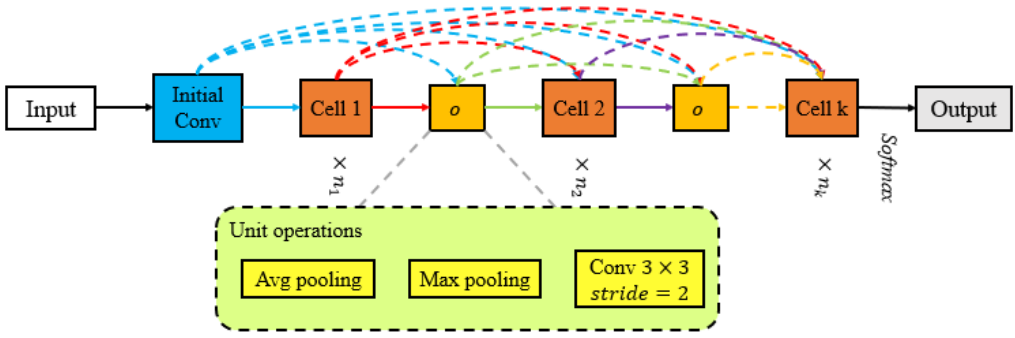 Input
Initial
Conv
Cell 1
o
Cell 2
o
Cell k
Output
× n₁
× n₂
× nₖ
Softmax
Unit operations
Avg pooling
Max pooling
Conv 3 × 3
stride = 2